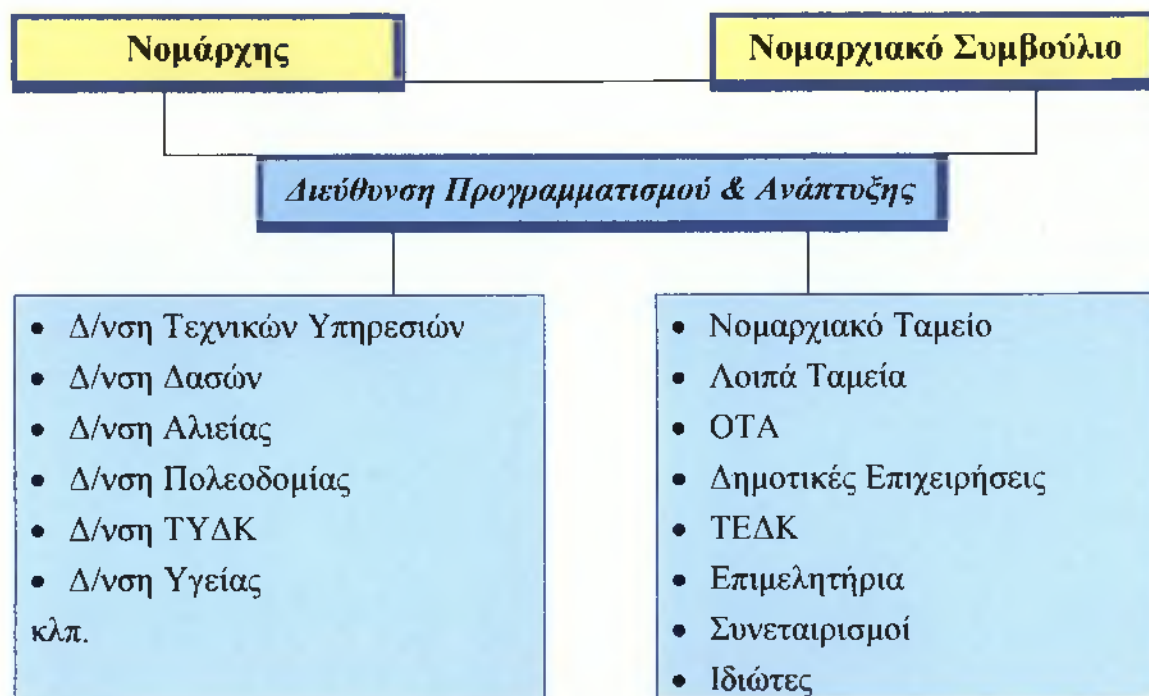 Νομάρχης
Νομαρχιακό Συμβούλιο
Διεύθυνση Προγραμματισμού & Ανάπτυξης
• Δ/νση Τεχνικών Υπηρεσιών
• Δ/νση Δασών
• Δ/νση Αλιείας
• Δ/νση Πολεοδομίας
• Δ/νση ΤΥΔΚ
• Δ/νση Υγείας
κλπ.
• Νομαρχιακό Ταμείο
• Λοιπά Ταμεία
• ΟΤΑ
• Δημοτικές Επιχειρήσεις
• ΤΕΔΚ
• Επιμελητήρια
• Συνεταιρισμοί
• Ιδιώτες